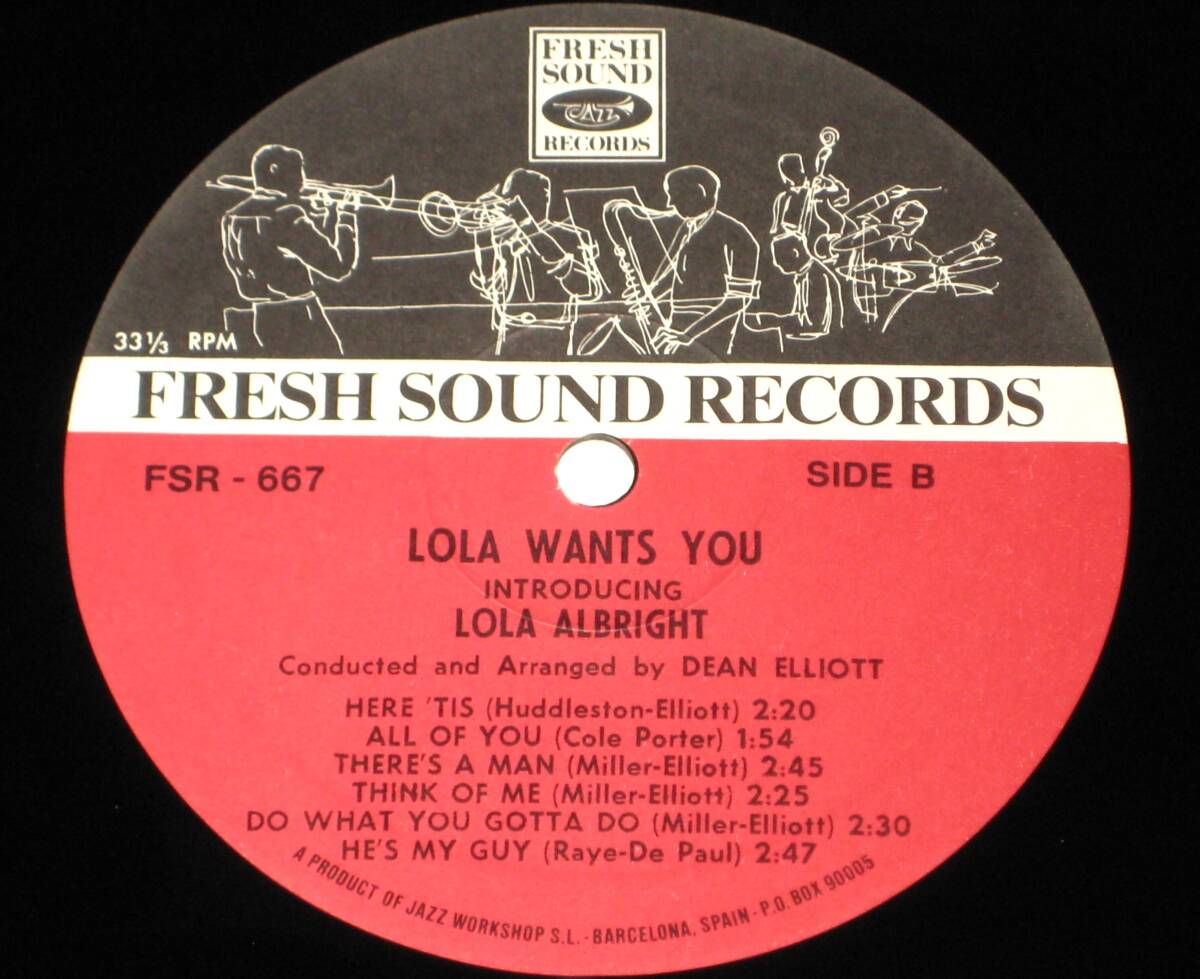 FRESH
SOUND
JAZZ
RECORDS
33⅓ RPM
FRESH SOUND RECORDS
FSR - 667
SIDE B
LOLA WANTS YOU
INTRODUCING
LOLA ALBRIGHT
Conducted and Arranged by DEAN ELLIOTT
HERE 'TIS (Huddleston-Elliott) 2:20
ALL OF YOU (Cole Porter) 1:54
THERE'S A MAN (Miller-Elliott) 2:45
THINK OF ME (Miller-Elliott) 2:25
DO WHAT YOU GOTTA DO (Miller-Elliott) 2:30
HE'S MY GUY (Raye-De Paul) 2:47
A PRODUCT OF JAZZ WORKSHOP S.L. - BARCELONA, SPAIN - P.O. BOX 90005